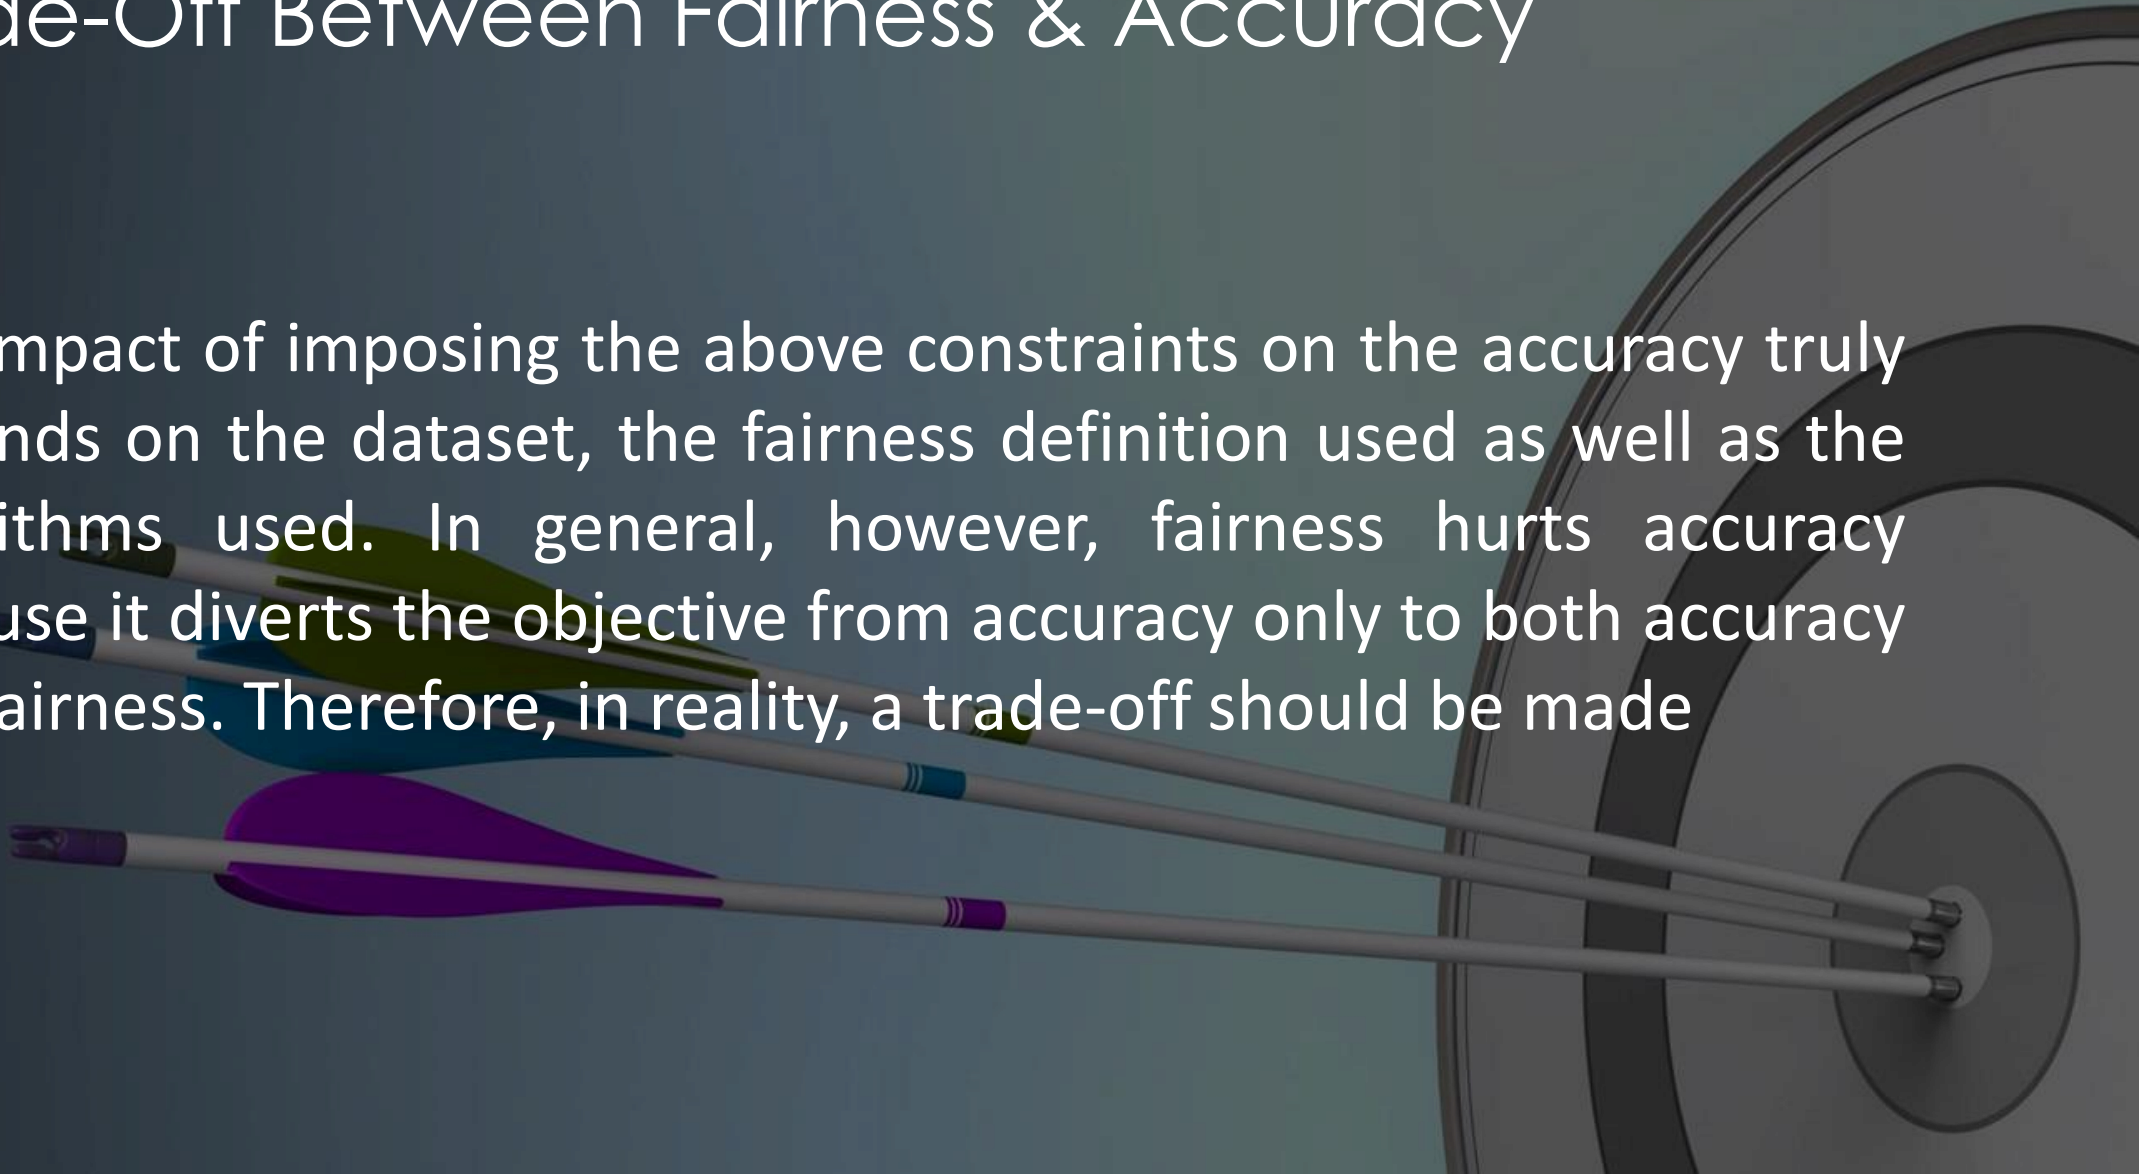 de-Off Between Fairness & Accuracy
mpact of imposing the above constraints on the accuracy truly
nds on the dataset, the fairness definition used as well as the
ithms used. In general, however, fairness hurts accuracy
use it diverts the objective from accuracy only to both accuracy
airness. Therefore, in reality, a trade-off should be made